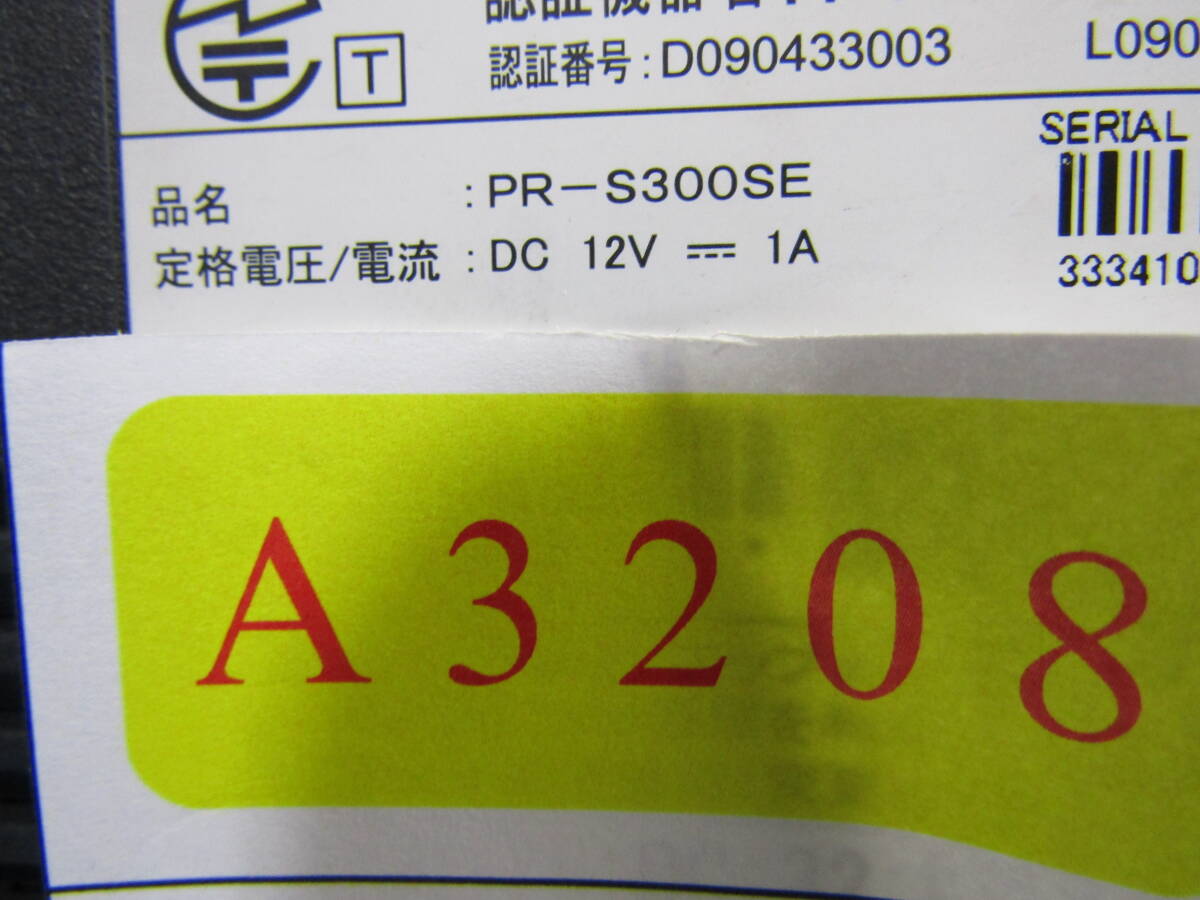 T
認証番号:D090433003 L090
SERIAL
品名 :PR-S300SE
333410
定格電圧/電流 :DC 12V ⎓ 1A
A3208